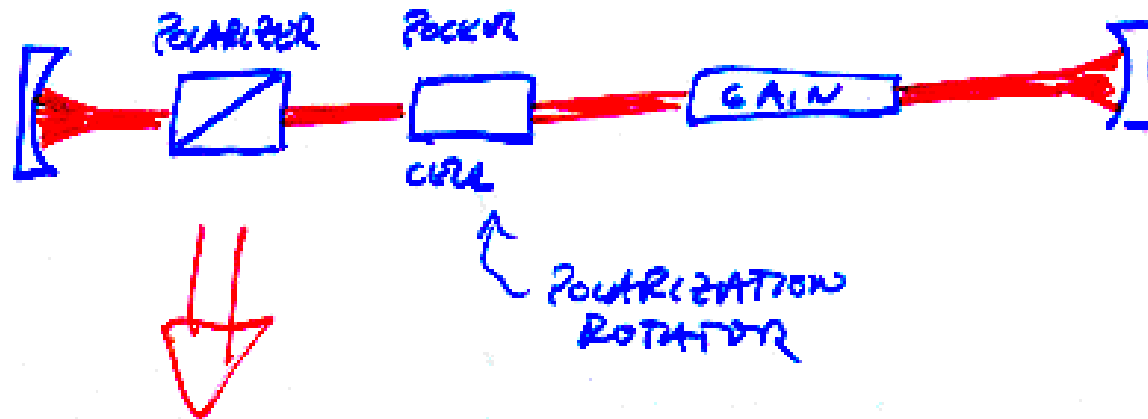 POLARIZER
POCKEL
CELL
GAIN
POLARIZATION
ROTATOR